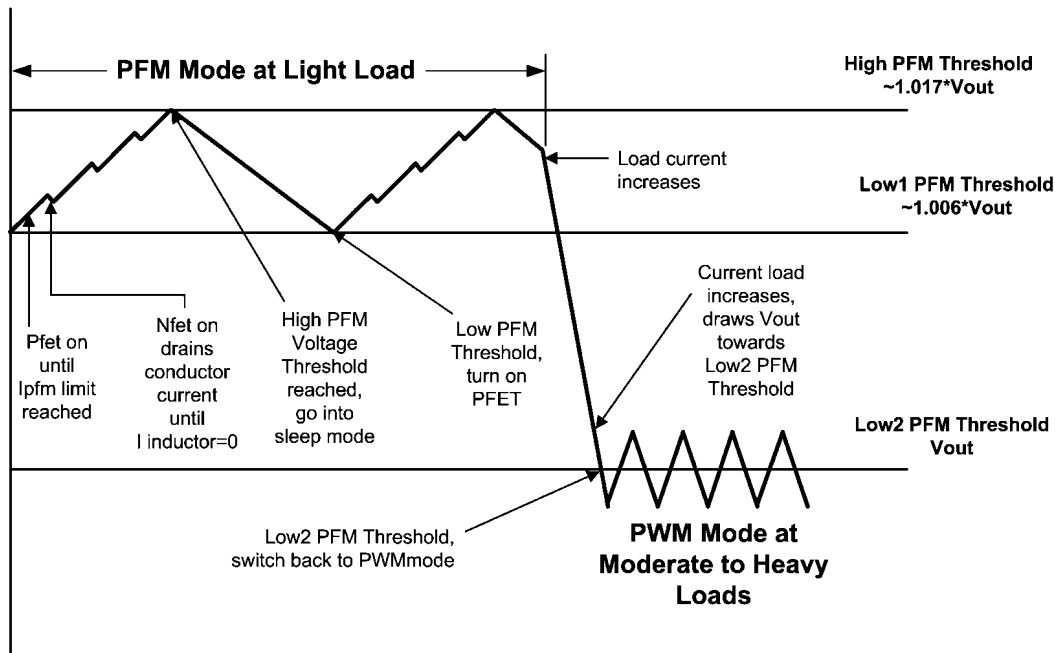 PFM Mode at Light Load
High PFM Threshold
~1.017*Vout
Load current
increases
Low1 PFM Threshold
~1.006*Vout
Pfet on
until
Ipfm limit
reached
Nfet on
drains
conductor
current
until
I inductor=0
High PFM
Voltage
Threshold
reached,
go into
sleep mode
Low PFM
Threshold,
turn on
PFET
Current load
increases,
draws Vout
towards
Low2 PFM
Threshold
Low2 PFM Threshold
Vout
Low2 PFM Threshold,
switch back to PWMmode
PWM Mode at
Moderate to Heavy
Loads